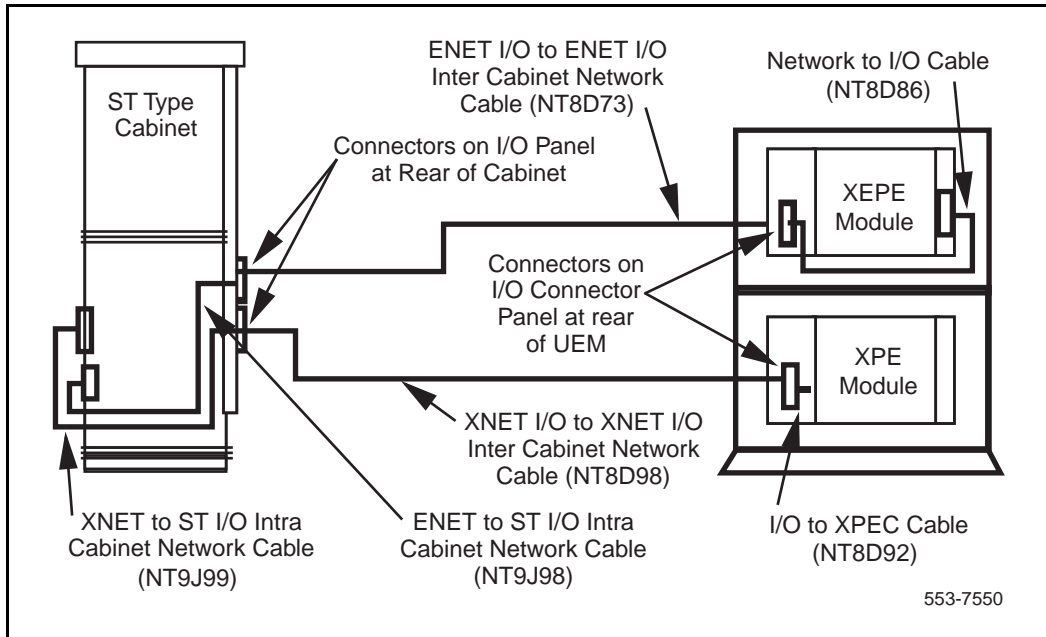 ENET I/O to ENET I/O
Inter Cabinet Network
Cable (NT8D73)
Network to I/O Cable
(NT8D86)
ST Type
Cabinet
Connectors on I/O Panel
at Rear of Cabinet
XEPE
Module
Connectors on
I/O Connector
Panel at rear
of UEM
XPE
Module
XNET I/O to XNET I/O
Inter Cabinet Network
Cable (NT8D98)
XNET to ST I/O Intra
Cabinet Network Cable
(NT9J99)
ENET to ST I/O Intra
Cabinet Network Cable
(NT9J98)
I/O to XPEC Cable
(NT8D92)
553-7550